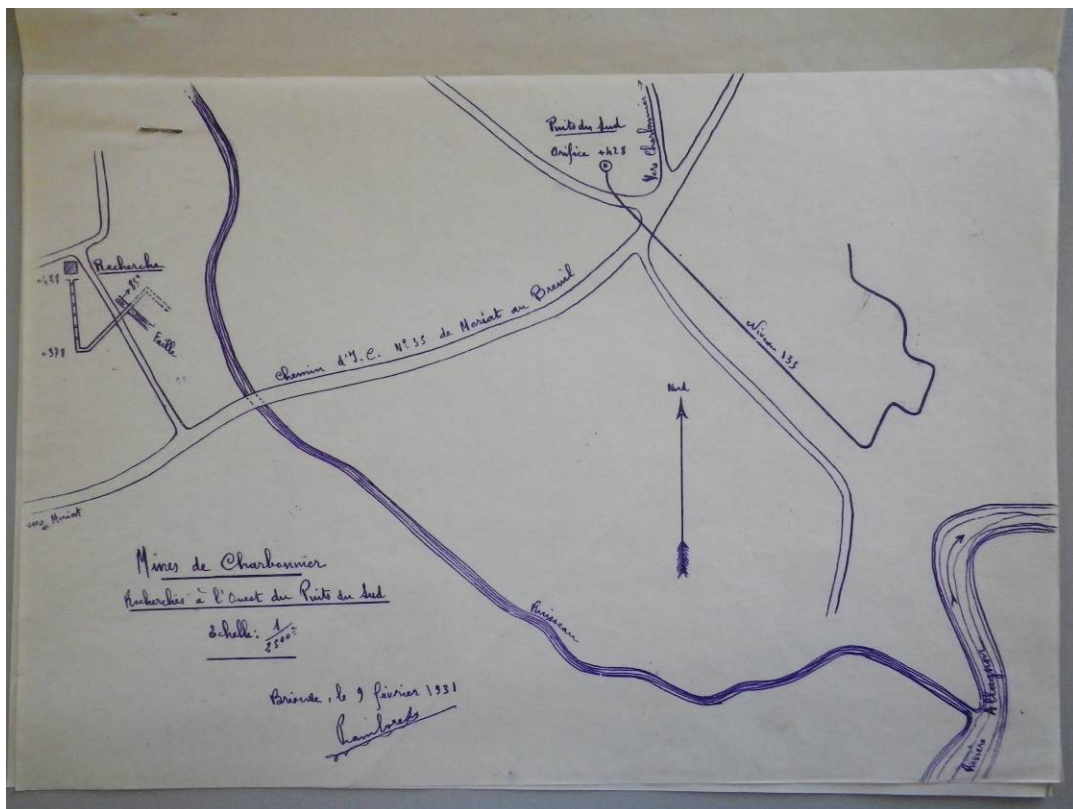 Puits du Sud
Orifice +428
Vers Charbonnier
Recherche
+428
+85
+378
Faille
Chemin d'I.C. N° 35 de Moriat au Breuil
Niveau 135
Nord
vers Moriat
Mines de Charbonnier
Recherches à l'Ouest du Puits du Sud
Echelle: 1/2500e
Ruisseau
Brioude, le 9 février 1931
Rivière Allagnon